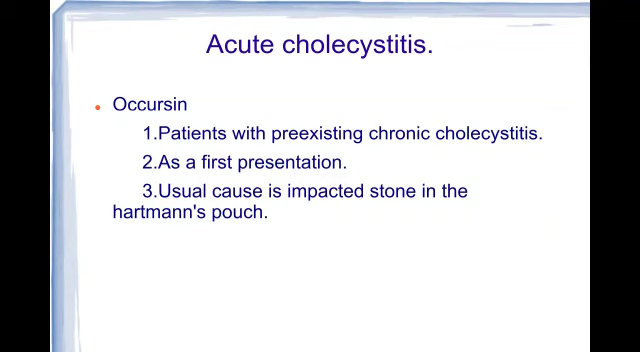 Acute cholecystitis.
Occursin
1.Patients with preexisting chronic cholecystitis.
2.As a first presentation.
3.Usual cause is impacted stone in the
hartmann's pouch.